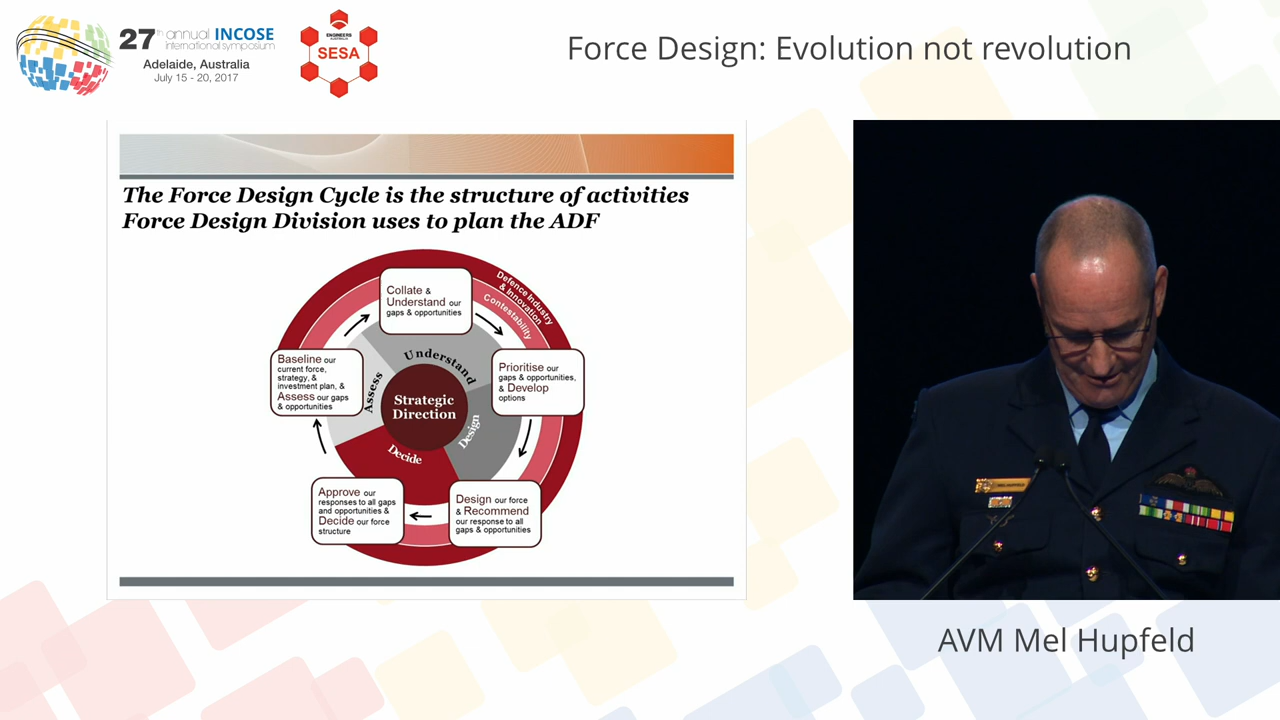 27th annual INCOSE
international symposium
Adelaide, Australia
July 15 - 20, 2017
ENGINEERS
AUSTRALIA
SESA
Force Design: Evolution not revolution
The Force Design Cycle is the structure of activities
Force Design Division uses to plan the ADF
Defence Industry
& Innovation
Contestability
Collate &
Understand our
gaps & opportunities
Prioritise our
gaps & opportunities,
& Develop
options
Design our force
& Recommend
our response to all
gaps & opportunities
Approve our
responses to all gaps
and opportunities &
Decide our force
structure
Baseline our
current force,
strategy, &
investment plan, &
Assess our gaps
& opportunities
Understand
Design
Decide
Assess
Strategic
Direction
AVM Mel Hupfeld